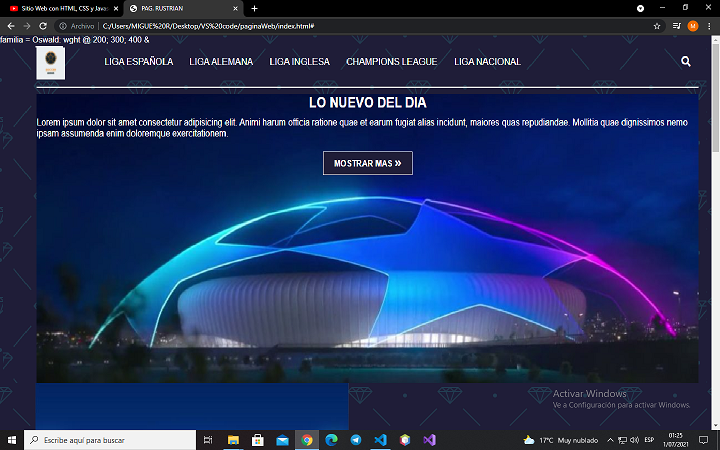 Sitio Web con HTML, CSS y Javas
PAG. RUSTRIAN
Archivo
C:/Users/MIGUE%20R/Desktop/VS%20code/paginaWeb/index.html#
M
familia = Oswald: wght @ 200; 300; 400 &
LIGA ESPAÑOLA
LIGA ALEMANA
LIGA INGLESA
CHAMPIONS LEAGUE
LIGA NACIONAL
LO NUEVO DEL DIA
Lorem ipsum dolor sit amet consectetur adipisicing elit. Animi harum officia ratione quae et earum fugiat alias incidunt, maiores quas repudiandae. Mollitia quae dignissimos nemo
ipsam assumenda enim doloremque exercitationem.
MOSTRAR MAS »
Activar Windows
Ve a Configuración para activar Windows.
Escribe aquí para buscar
17°C Muy nublado
ESP
01:25
1/07/2021